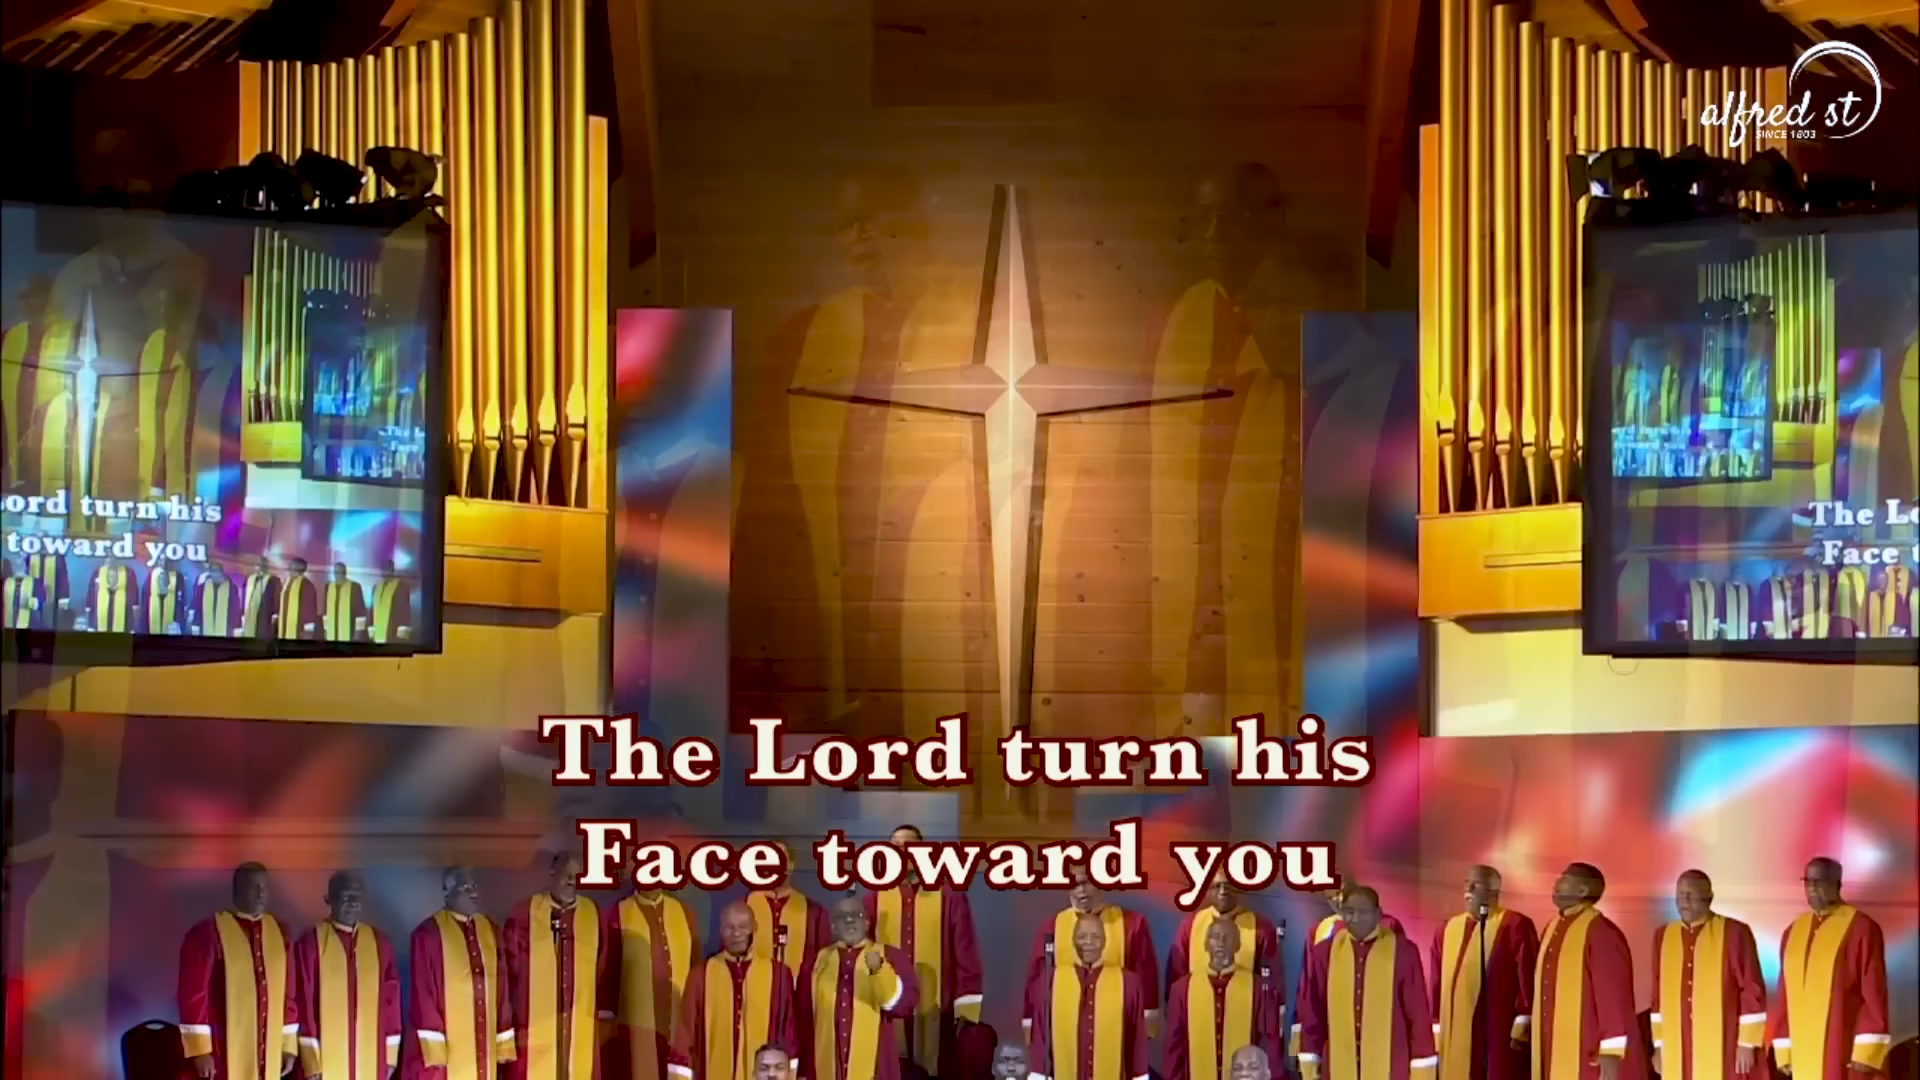 alfred st
SINCE 1803
ord turn his
toward you
The Lo
Face t
The Lord turn his
Face toward you